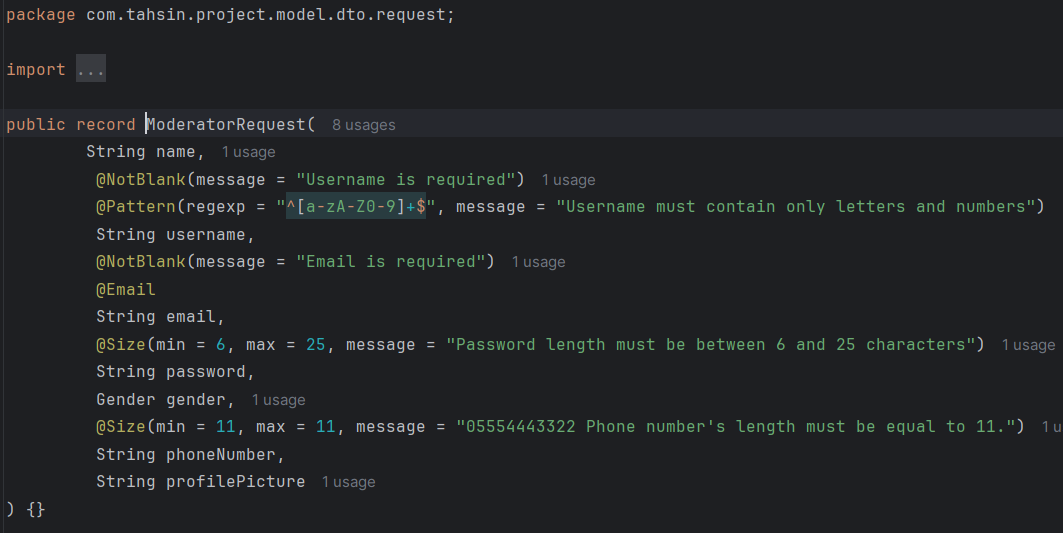 package com.tahsin.project.model.dto.request;
import ...
public record ModeratorRequest( 8 usages
String name, 1 usage
@NotBlank(message = "Username is required") 1 usage
@Pattern(regexp = "^[a-zA-Z0-9]+$", message = "Username must contain only letters and numbers")
String username,
@NotBlank(message = "Email is required") 1 usage
@Email
String email,
@Size(min = 6, max = 25, message = "Password length must be between 6 and 25 characters") 1 usage
String password,
Gender gender, 1 usage
@Size(min = 11, max = 11, message = "05554443322 Phone number's length must be equal to 11.") 1 u
String phoneNumber,
String profilePicture 1 usage
) {}